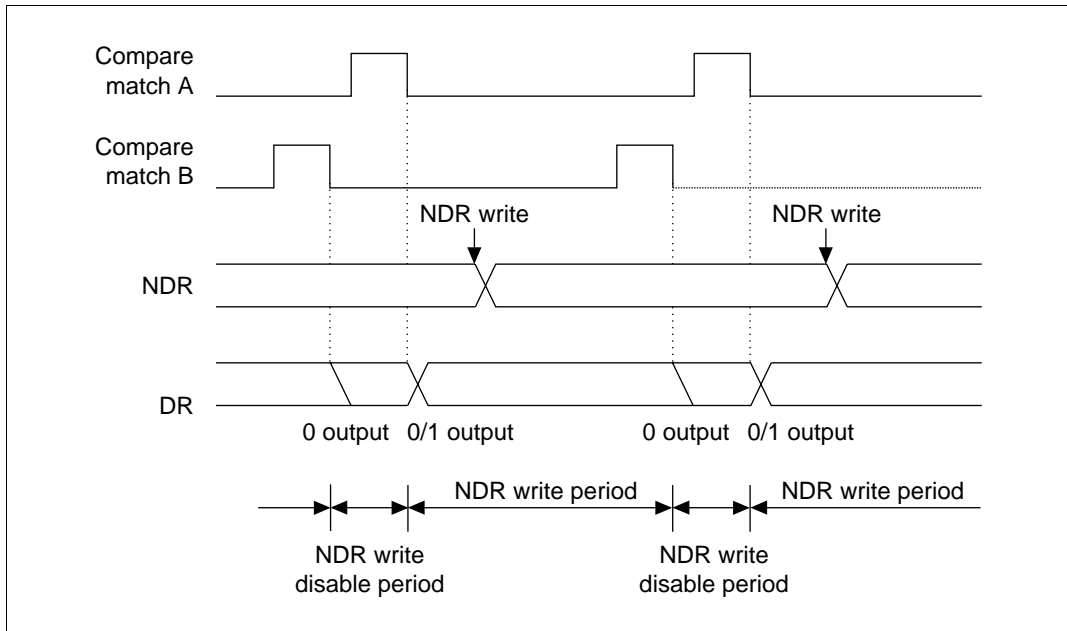 Compare
match A
Compare
match B
NDR write
NDR write
NDR
DR
0 output
0/1 output
0 output
0/1 output
NDR write period
NDR write period
NDR write
disable period
NDR write
disable period